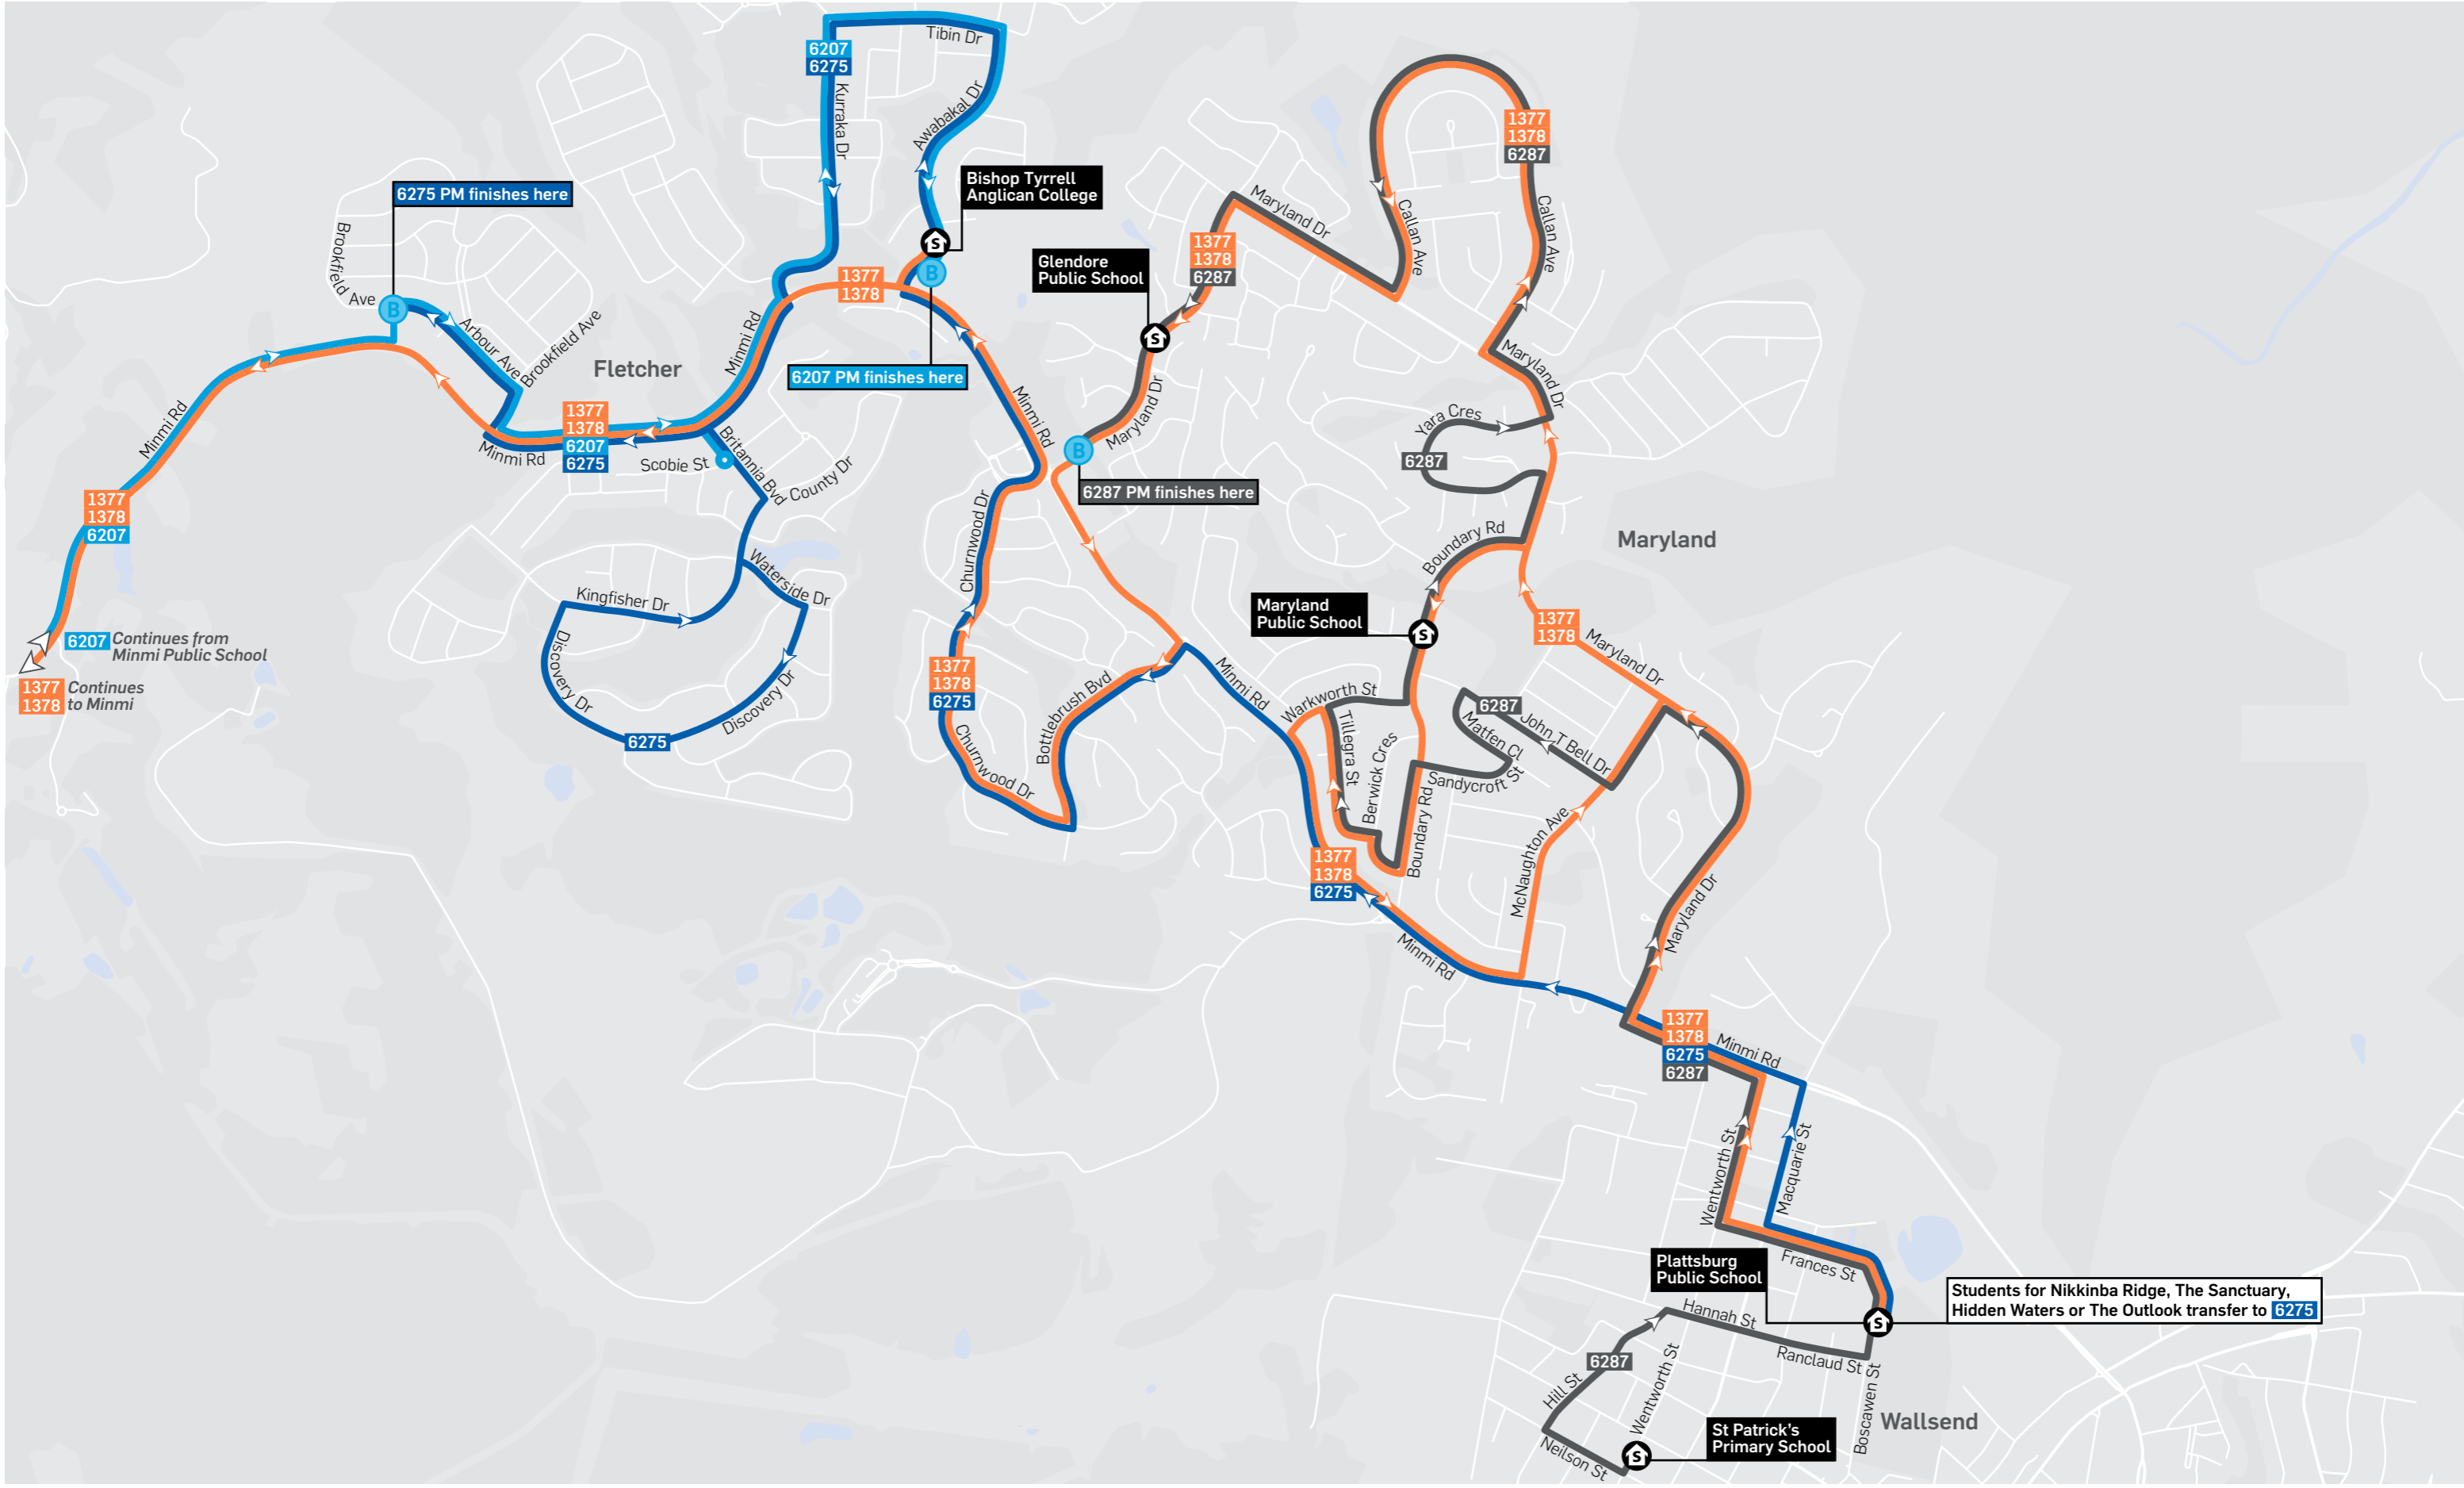 Tibin Dr
6207
6275
Kurraka Dr
Awabakal Dr
Bishop Tyrrell
Anglican College
6275 PM finishes here
Brookfield
Ave
Arbour Ave
Brookfield Ave
Fletcher
Minmi Rd
1377
1378
6207 PM finishes here
Glendore
Public School
1377
1378
6287
Maryland Dr
Callan Ave
1377
1378
6287
Callan Ave
Maryland Dr
Maryland Dr
6287 PM finishes here
Minmi Rd
Yara Cres
6287
Minmi Rd
1377
1378
6207
1377
1378
6207
6275
Minmi Rd
Scobie St
Britannia Bvd
County Dr
Waterside Dr
Kingfisher Dr
Discovery Dr
Discovery Dr
6275
6207
Continues from
Minmi Public School
1377
1378
Continues
to Minmi
Churnwood Dr
1377
1378
6275
Churnwood Dr
Bottlebrush Bvd
Minmi Rd
Boundary Rd
Maryland
Maryland
Public School
1377
1378
Maryland Dr
Warkworth St
Tillegra St
Berwick Cres
Boundary Rd
Sandycroft St
Matfen Cl
6287
John T Bell Dr
McNaughton Ave
1377
1378
6275
Minmi Rd
Maryland Dr
1377
1378
6275
6287
Minmi Rd
Wentworth St
Macquarie St
Frances St
Plattsburg
Public School
Students for Nikkinba Ridge, The Sanctuary,
Hidden Waters or The Outlook transfer to 6275
Hannah St
Ranclaud St
6287
Hill St
Wentworth St
Boscawen St
Wallsend
Neilson St
St Patrick's
Primary School
B
B
B
S
S
S
S
S